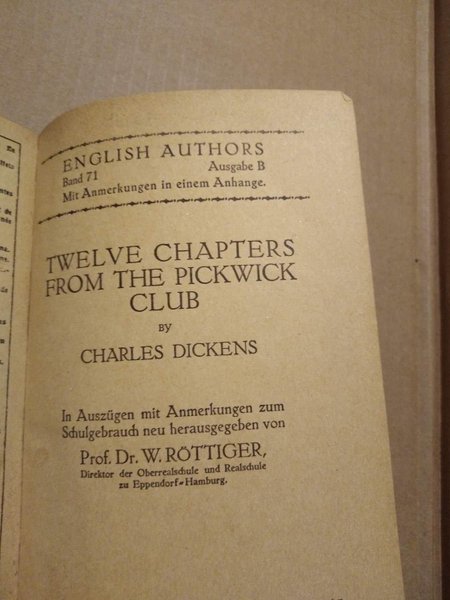 ENGLISH AUTHORS
Band 71 Ausgabe B
Mit Anmerkungen in einem Anhange.
TWELVE CHAPTERS
FROM THE PICKWICK
CLUB
BY
CHARLES DICKENS
In Auszügen mit Anmerkungen zum
Schulgebrauch neu herausgegeben von
Prof. Dr. W. RÖTTIGER,
Direktor der Oberrealschule und Realschule
zu Eppendorf-Hamburg.